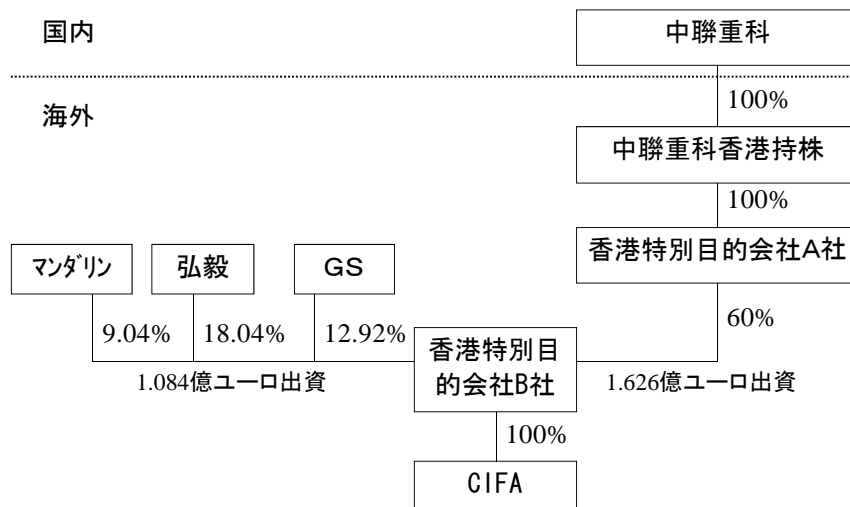 国内
中聯重科
海外
100%
中聯重科香港持株
100%
香港特別目的会社A社
マンダリン
弘毅
GS
9.04%
18.04%
12.92%
60%
香港特別目
的会社B社
1.084億ユーロ出資
1.626億ユーロ出資
100%
CIFA